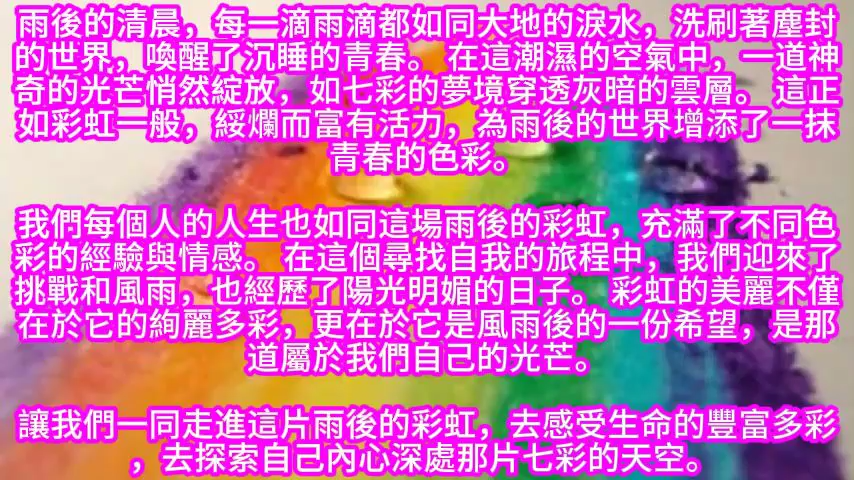 雨後的清晨，每一滴雨滴都如同大地的淚水，洗刷著塵封
的世界，喚醒了沉睡的青春。 在這潮濕的空氣中，一道神
奇的光芒悄然綻放，如七彩的夢境穿透灰暗的雲層。 這正
如彩虹一般，綏爛而富有活力，為雨後的世界增添了一抹
青春的色彩。
我們每個人的人生也如同這場雨後的彩虹，充滿了不同色
彩的經驗與情感。 在這個尋找自我的旅程中，我們迎來了
挑戰和風雨，也經歷了陽光明媚的日子。 彩虹的美麗不僅
在於它的絢麗多彩，更在於它是風雨後的一份希望，是那
道屬於我們自己的光芒。
讓我們一同走進這片雨後的彩虹，去感受生命的豐富多彩
，去探索自己內心深處那片七彩的天空。